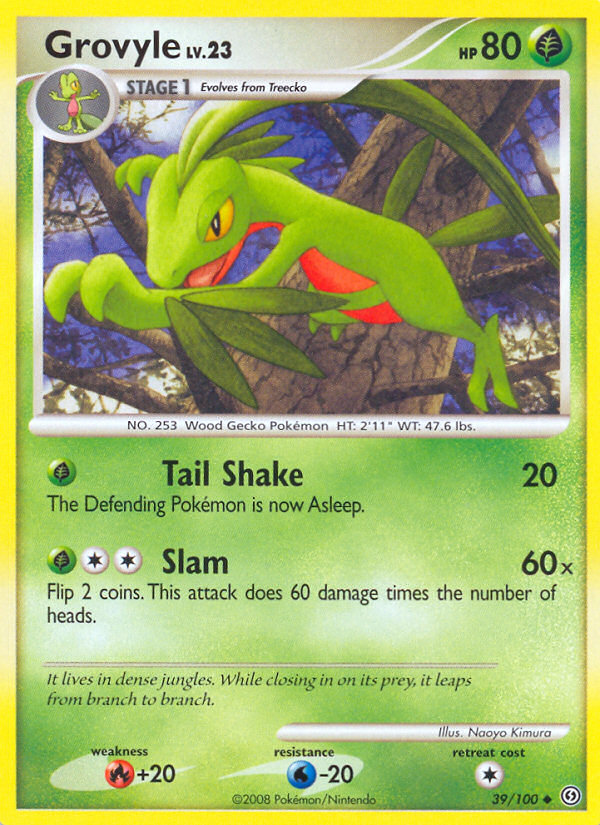 Grovyle LV.23 HP 80
STAGE 1 Evolves from Treecko
NO. 253 Wood Gecko Pokémon HT: 2'11" WT: 47.6 lbs.
Tail Shake 20
The Defending Pokémon is now Asleep.
Slam 60x
Flip 2 coins. This attack does 60 damage times the number of
heads.
It lives in dense jungles. While closing in on its prey, it leaps
from branch to branch.
Illus. Naoyo Kimura
weakness resistance retreat cost
+20 -20
©2008 Pokémon/Nintendo 39/100